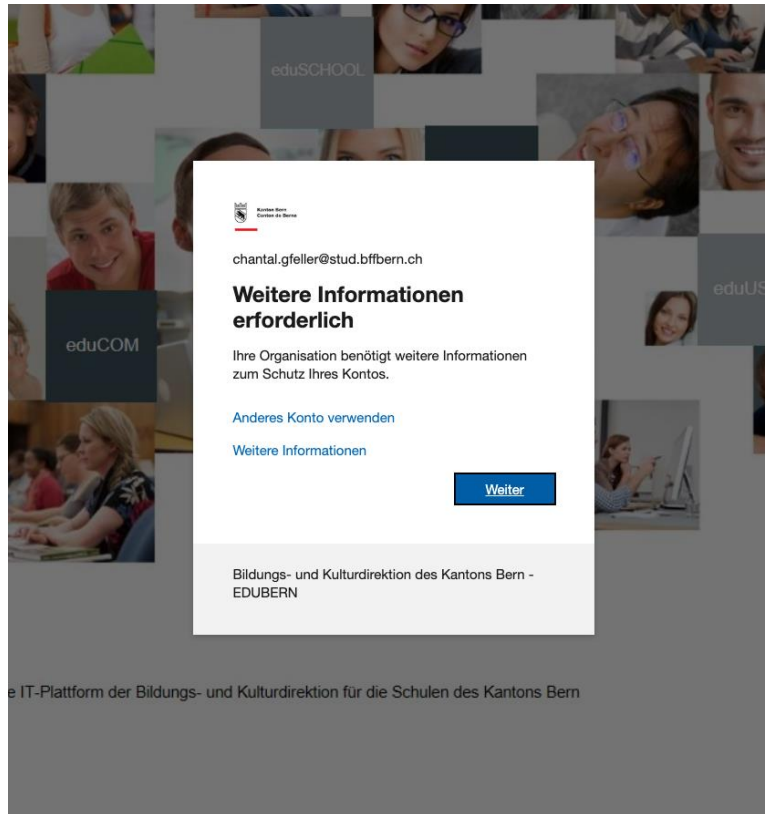 eduSCHOOL
eduUS
eduCOM
Kanton Bern
Canton de Berne
chantal.gfeller@stud.bffbern.ch
Weitere Informationen
erforderlich
Ihre Organisation benötigt weitere Informationen
zum Schutz Ihres Kontos.
Anderes Konto verwenden
Weitere Informationen
Weiter
Bildungs- und Kulturdirektion des Kantons Bern -
EDUBERN
e IT-Plattform der Bildungs- und Kulturdirektion für die Schulen des Kantons Bern